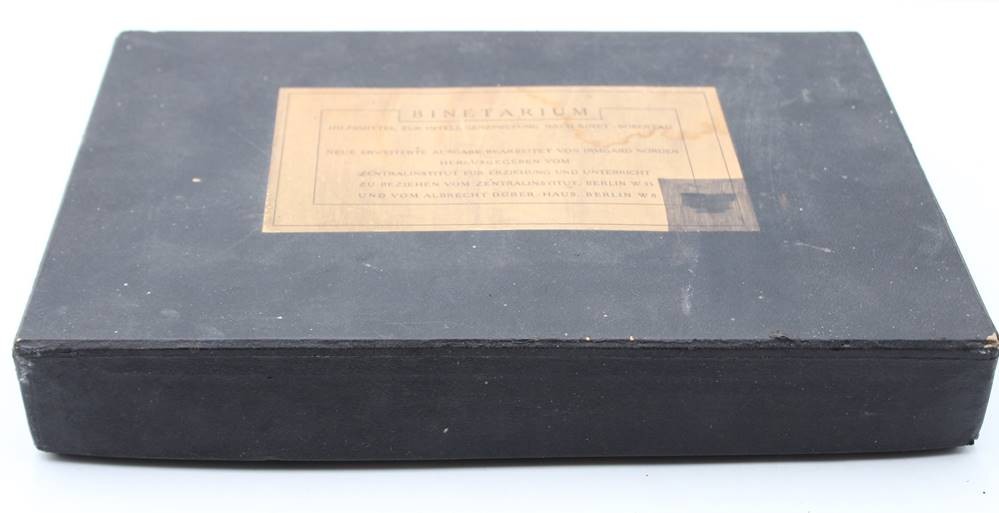 BINETARIUM
HILFSMITTEL ZUR INTELLIGENZPRÜFUNG NACH BINET-BOBERTAG
NEUE ERWEITERTE AUSGABE BEARBEITET VON IRMGARD NORDEN
HERAUSGEGEBEN VOM
ZENTRALINSTITUT FÜR ERZIEHUNG UND UNTERRICHT
ZU BEZIEHEN VOM ZENTRALINSTITUT, BERLIN W 35
UND VOM ALBRECHT DÜRER-HAUS, BERLIN W 8